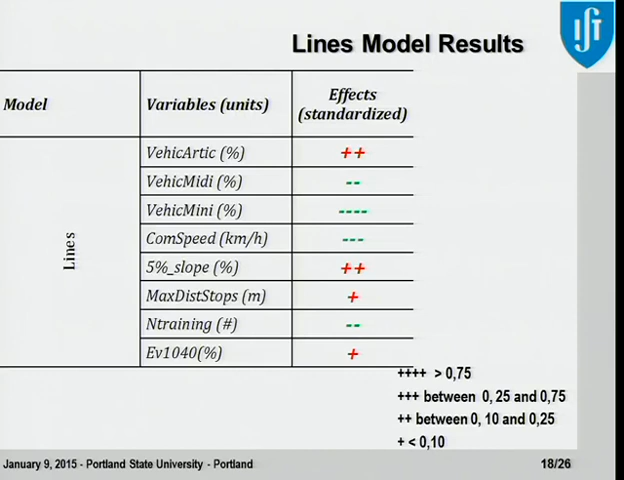 Lines Model Results
IST
Model Variables (units) Effects (standardized)
Lines
VehicArtic (%) ++
VehicMidi (%) --
VehicMini (%) ----
ComSpeed (km/h) ---
5%_slope (%) ++
MaxDistStops (m) +
Ntraining (#) --
Ev1040(%) +
++++ > 0,75
+++ between 0, 25 and 0,75
++ between 0, 10 and 0,25
+ < 0,10
January 9, 2015 - Portland State University - Portland 18/26